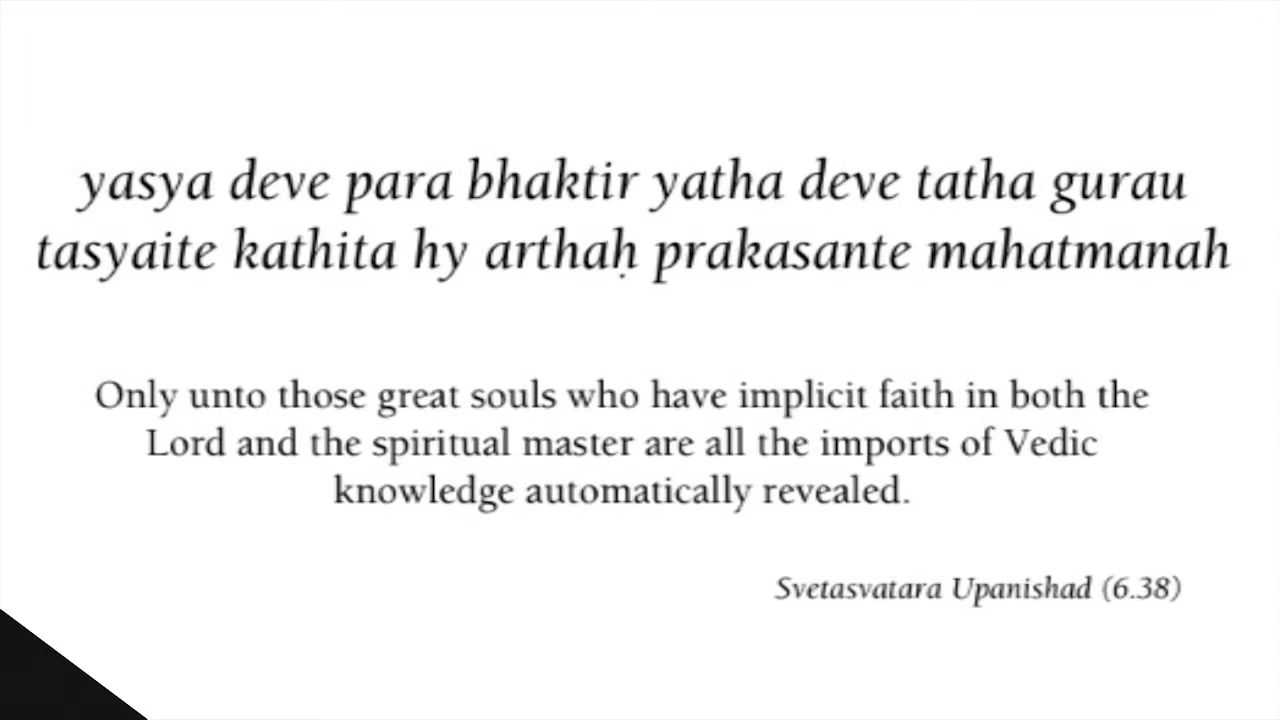 yasya deve para bhaktir yatha deve tatha gurau
tasyaite kathita hy arthaḥ prakasante mahatmanah
Only unto those great souls who have implicit faith in both the
Lord and the spiritual master are all the imports of Vedic
knowledge automatically revealed.
Svetasvatara Upanishad (6.38)